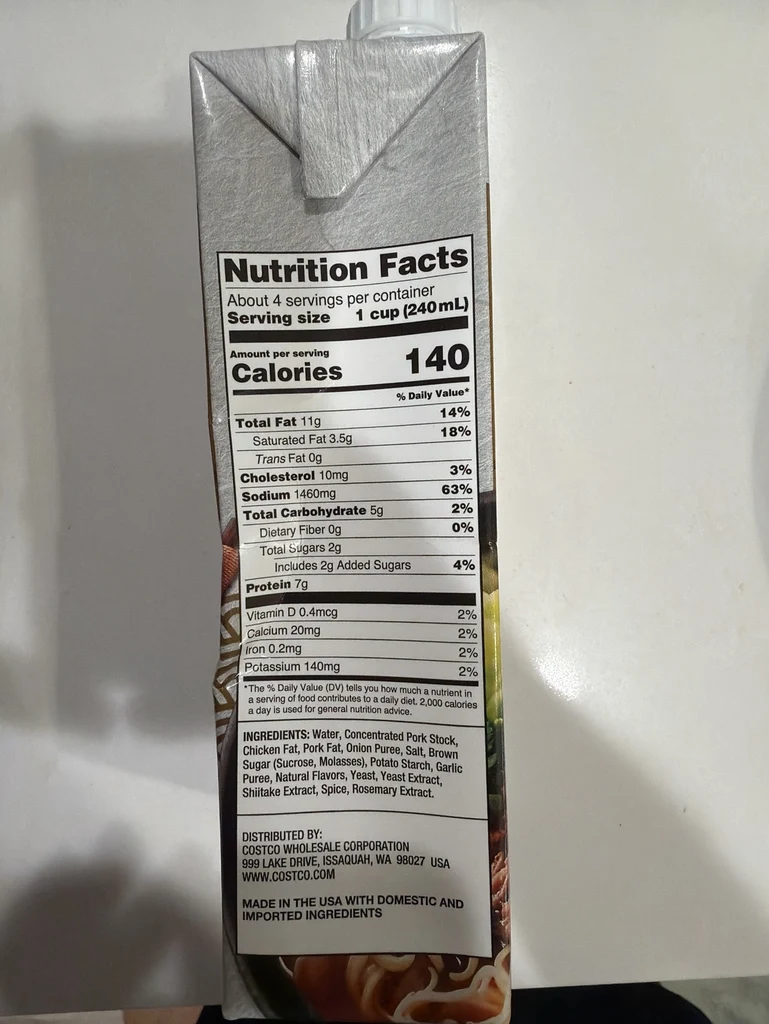 Nutrition Facts
About 4 servings per container
Serving size 1 cup (240mL)
Amount per serving
Calories 140
% Daily Value*
Total Fat 11g 14%
Saturated Fat 3.5g 18%
Trans Fat 0g
Cholesterol 10mg 3%
Sodium 1460mg 63%
Total Carbohydrate 5g 2%
Dietary Fiber 0g 0%
Total Sugars 2g
Includes 2g Added Sugars 4%
Protein 7g
Vitamin D 0.4mcg 2%
Calcium 20mg 2%
Iron 0.2mg 2%
Potassium 140mg 2%
*The % Daily Value (DV) tells you how much a nutrient in
a serving of food contributes to a daily diet. 2,000 calories
a day is used for general nutrition advice.
INGREDIENTS: Water, Concentrated Pork Stock,
Chicken Fat, Pork Fat, Onion Puree, Salt, Brown
Sugar (Sucrose, Molasses), Potato Starch, Garlic
Puree, Natural Flavors, Yeast, Yeast Extract,
Shiitake Extract, Spice, Rosemary Extract.
DISTRIBUTED BY:
COSTCO WHOLESALE CORPORATION
999 LAKE DRIVE, ISSAQUAH, WA 98027 USA
WWW.COSTCO.COM
MADE IN THE USA WITH DOMESTIC AND
IMPORTED INGREDIENTS